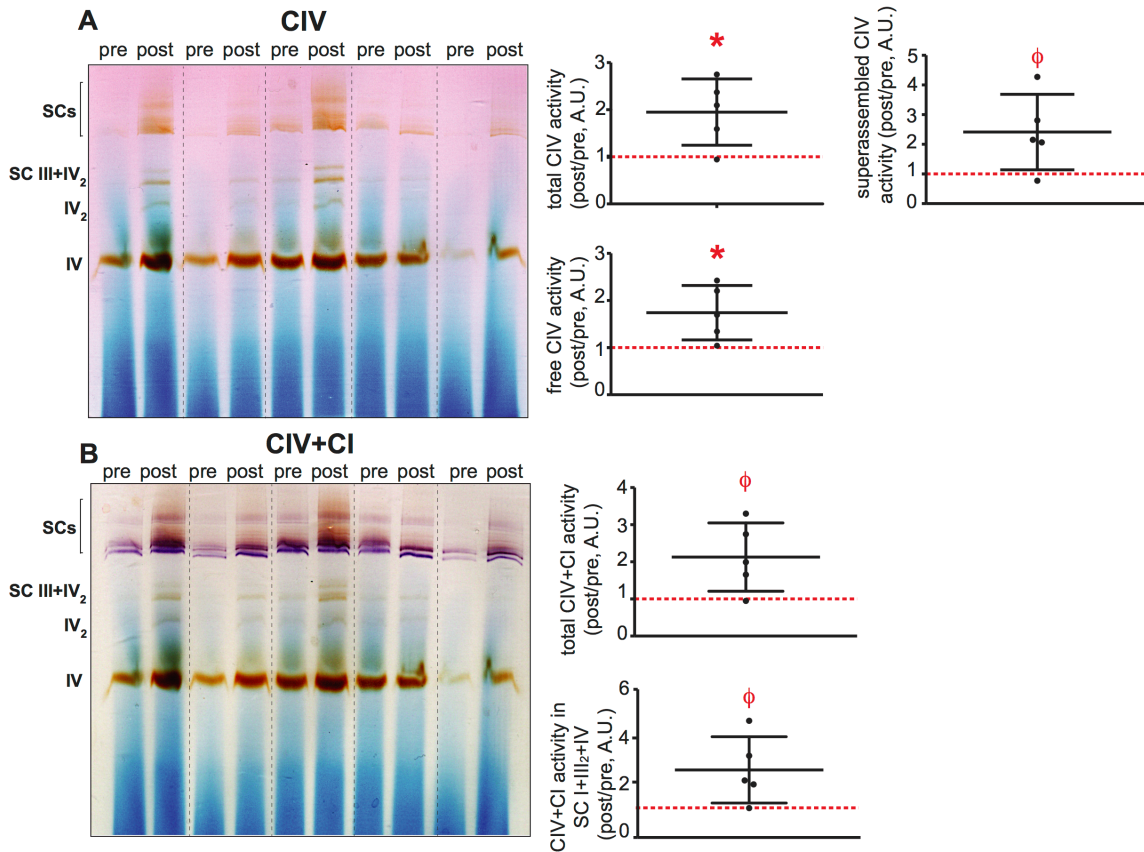 A
CIV
pre post pre post pre post pre post pre post
SCs
SC III+IV2
IV2
IV
total CIV activity
(post/pre, A.U.)
3
2
1
0
*
superassembled CIV
activity (post/pre, A.U.)
5
4
3
2
1
0
ϕ
free CIV activity
(post/pre, A.U.)
3
2
1
0
*
B
CIV+CI
pre post pre post pre post pre post pre post
SCs
SC III+IV2
IV2
IV
total CIV+CI activity
(post/pre, A.U.)
4
3
2
1
0
ϕ
CIV+CI activity in
SC I+III2+IV
(post/pre, A.U.)
6
4
2
0
ϕ